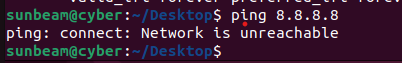 sunbeam@cyber:~/Desktop$ ping 8.8.8.8
ping: connect: Network is unreachable
sunbeam@cyber:~/Desktop$